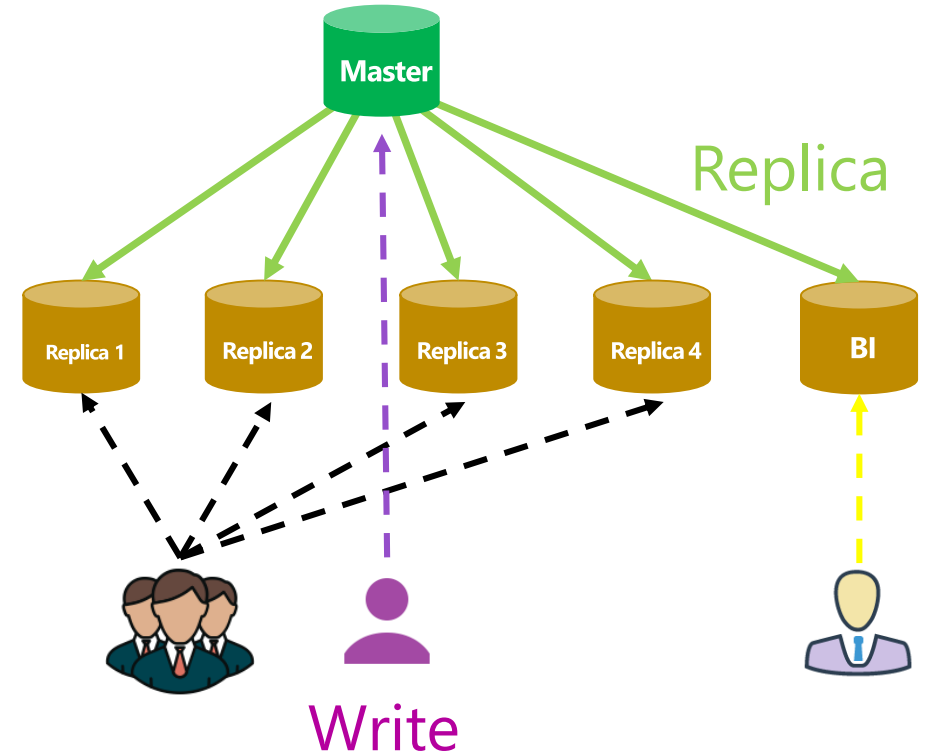 Master
Replica
Replica 1
Replica 2
Replica 3
Replica 4
BI
Write